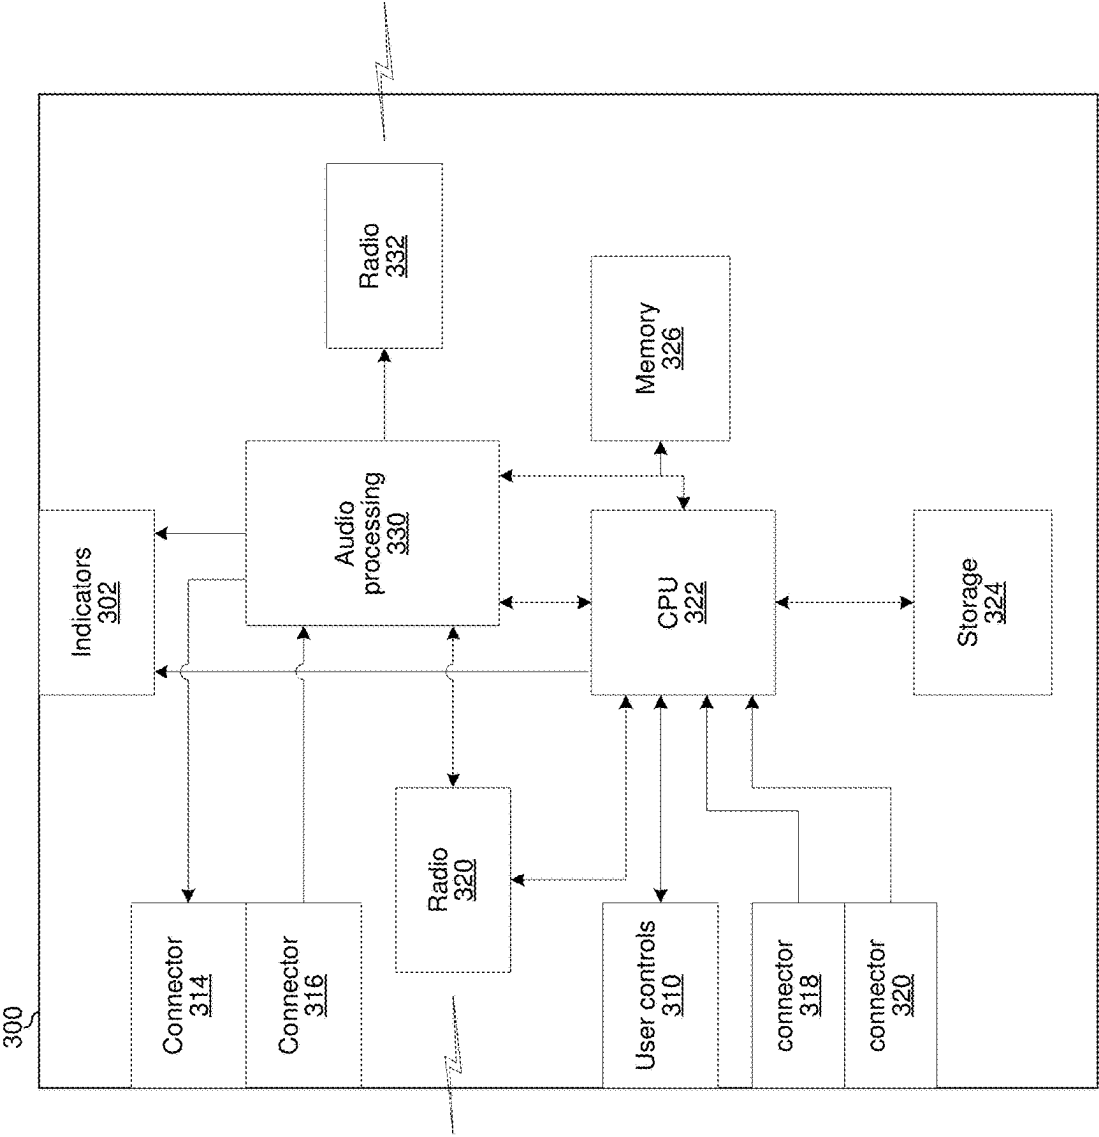 300
Connector
314
Connector
316
Radio
320
User controls
310
connector
318
connector
320
Indicators
302
Audio
processing
330
CPU
322
Storage
324
Radio
332
Memory
326